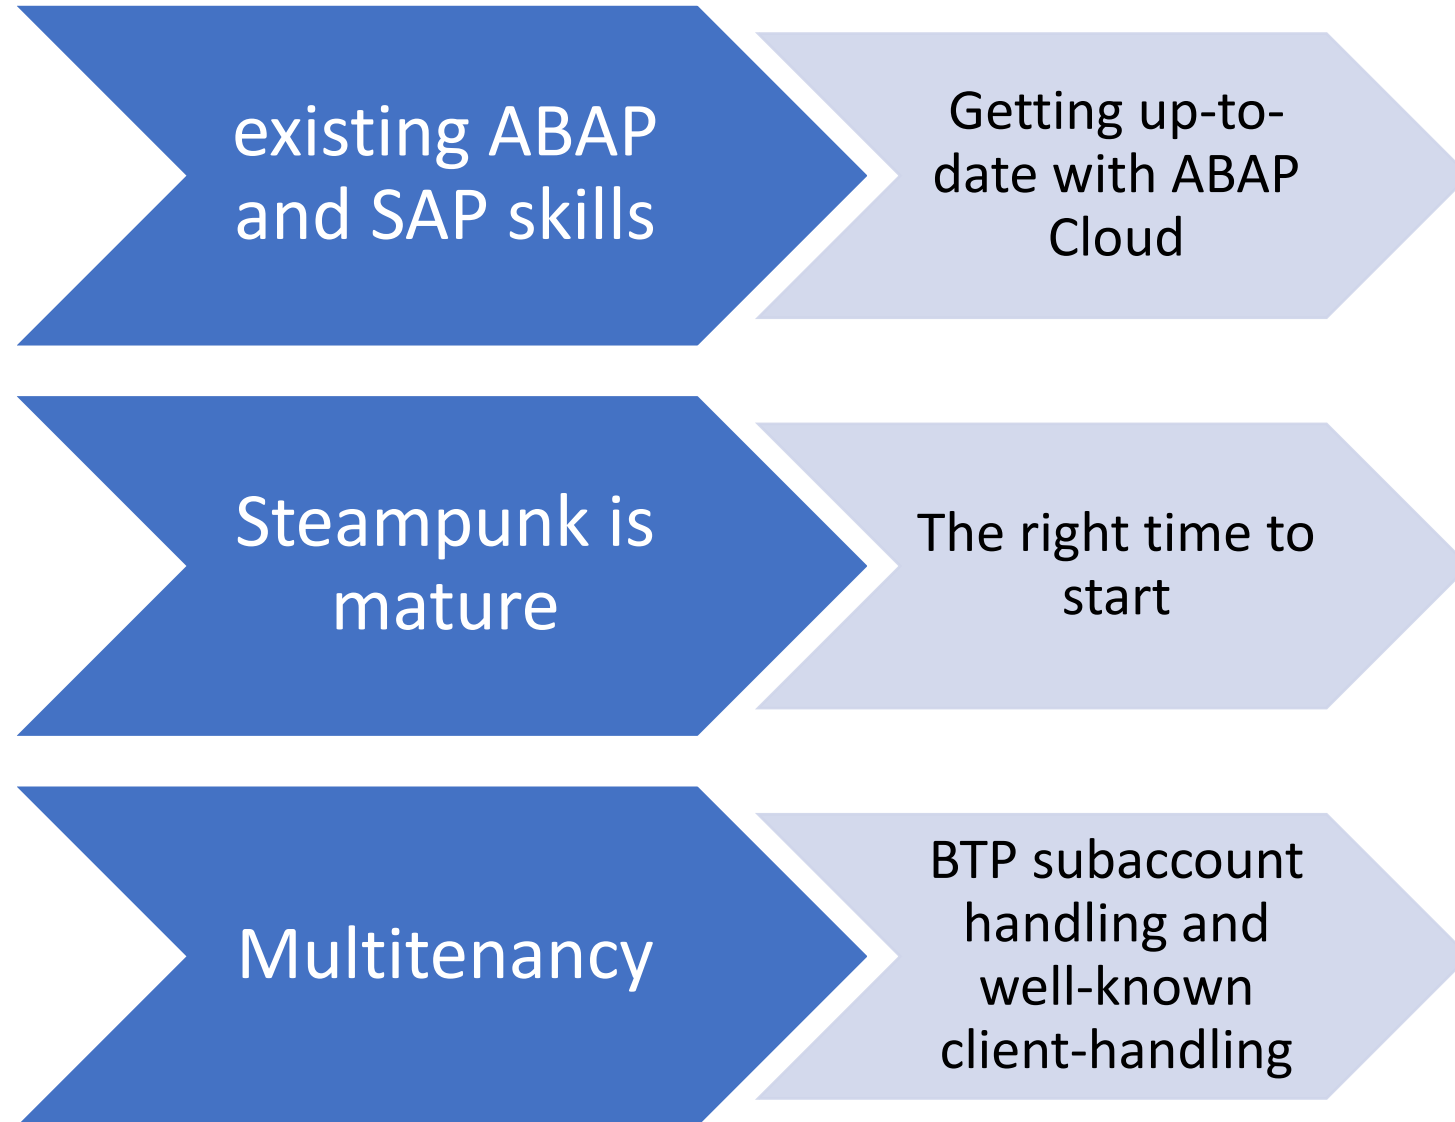 existing ABAP
and SAP skills
Getting up-to-
date with ABAP
Cloud
Steampunk is
mature
The right time to
start
Multitenancy
BTP subaccount
handling and
well-known
client-handling